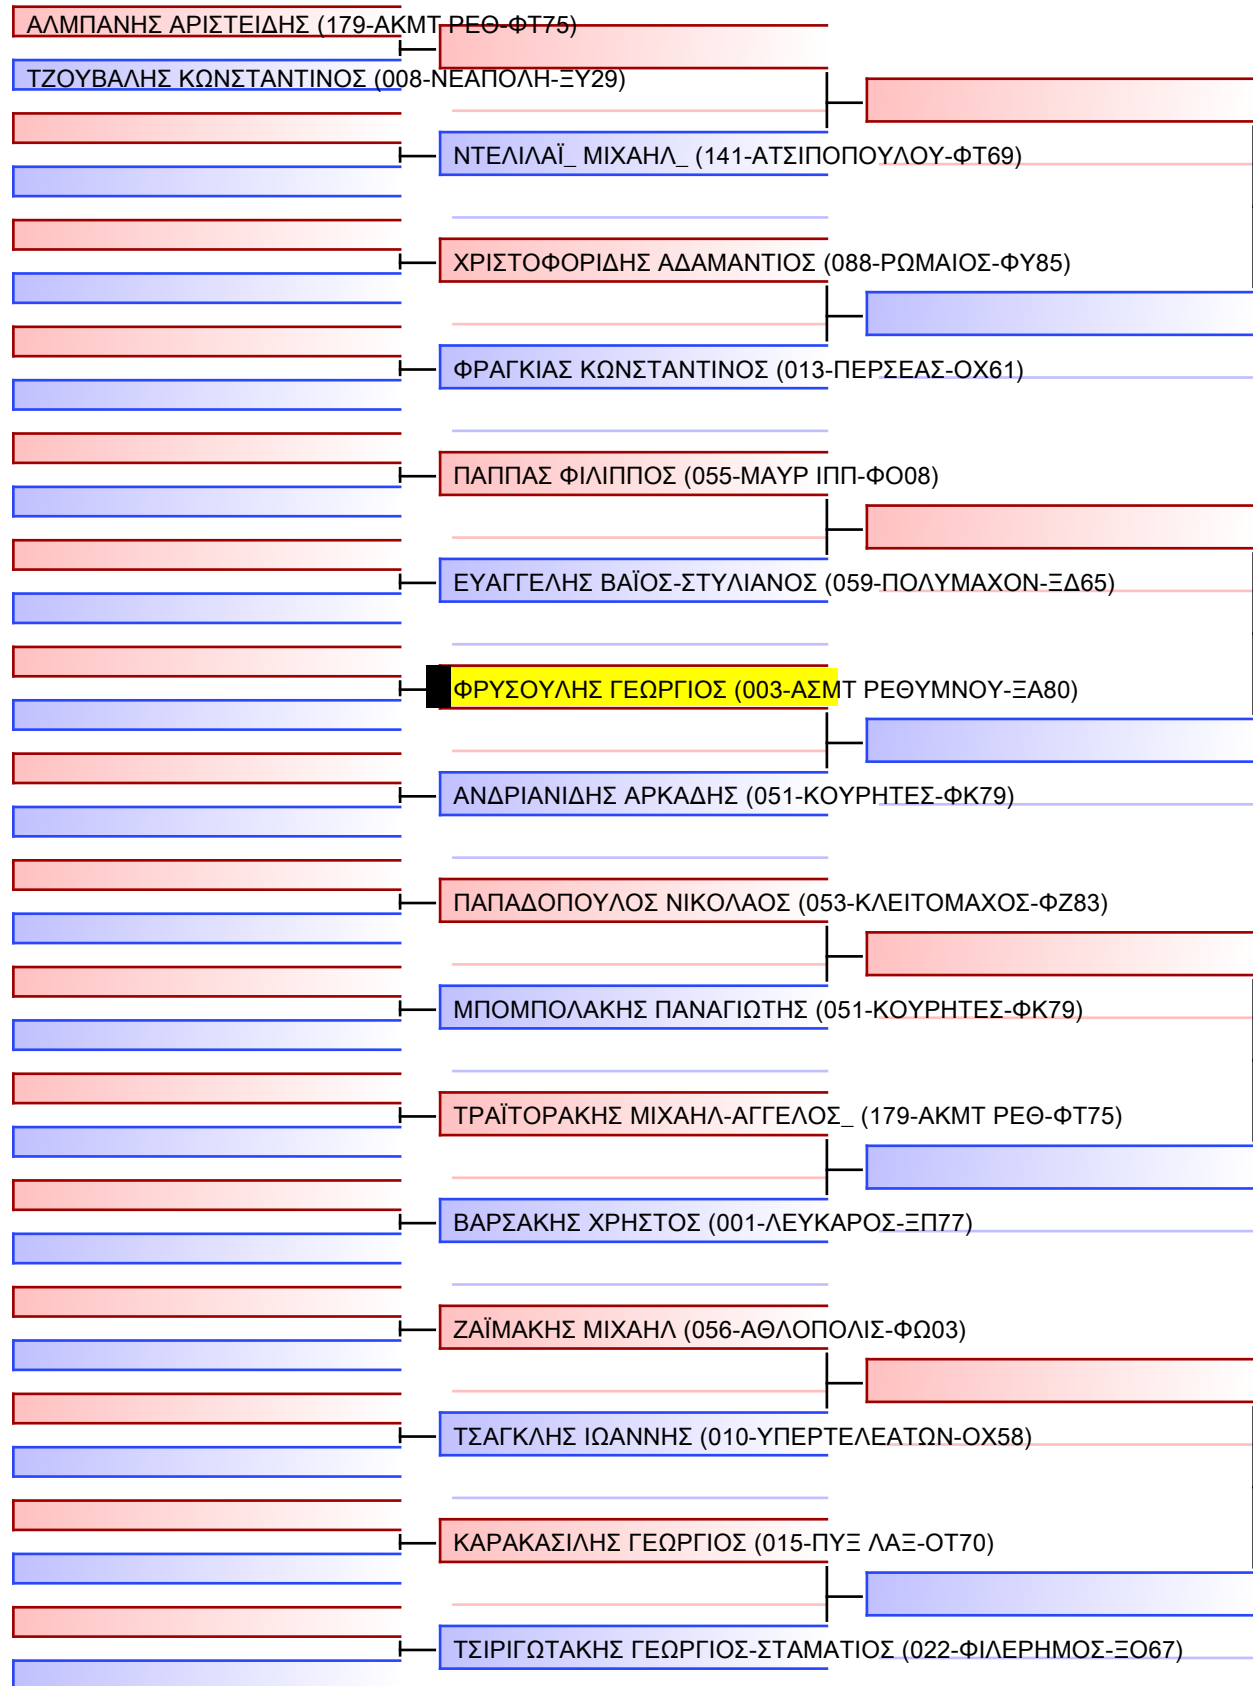 ΑΛΜΠΑΝΗΣ ΑΡΙΣΤΕΙΔΗΣ (179-ΑΚΜΤ ΡΕΘ-ΦΤ75)
ΤΖΟΥΒΑΛΗΣ ΚΩΝΣΤΑΝΤΙΝΟΣ (008-ΝΕΑΠΟΛΗ-ΞΥ29)
ΝΤΕΛΙΛΑΪ_ ΜΙΧΑΗΛ_ (141-ΑΤΣΙΠΟΠΟΥΛΟΥ-ΦΤ69)
ΧΡΙΣΤΟΦΟΡΙΔΗΣ ΑΔΑΜΑΝΤΙΟΣ (088-ΡΩΜΑΙΟΣ-ΦΥ85)
ΦΡΑΓΚΙΑΣ ΚΩΝΣΤΑΝΤΙΝΟΣ (013-ΠΕΡΣΕΑΣ-ΟΧ61)
ΠΑΠΠΑΣ ΦΙΛΙΠΠΟΣ (055-ΜΑΥΡ ΙΠΠ-ΦΟ08)
ΕΥΑΓΓΕΛΗΣ ΒΑΪΟΣ-ΣΤΥΛΙΑΝΟΣ (059-ΠΟΛΥΜΑΧΟΝ-ΞΔ65)
ΦΡΥΣΟΥΛΗΣ ΓΕΩΡΓΙΟΣ (003-ΑΣΜΤ ΡΕΘΥΜΝΟΥ-ΞΑ80)
ΑΝΔΡΙΑΝΙΔΗΣ ΑΡΚΑΔΗΣ (051-ΚΟΥΡΗΤΕΣ-ΦΚ79)
ΠΑΠΑΔΟΠΟΥΛΟΣ ΝΙΚΟΛΑΟΣ (053-ΚΛΕΙΤΟΜΑΧΟΣ-ΦΖ83)
ΜΠΟΜΠΟΛΑΚΗΣ ΠΑΝΑΓΙΩΤΗΣ (051-ΚΟΥΡΗΤΕΣ-ΦΚ79)
ΤΡΑΪΤΟΡΑΚΗΣ ΜΙΧΑΗΛ-ΑΓΓΕΛΟΣ_ (179-ΑΚΜΤ ΡΕΘ-ΦΤ75)
ΒΑΡΣΑΚΗΣ ΧΡΗΣΤΟΣ (001-ΛΕΥΚΑΡΟΣ-ΞΠ77)
ΖΑΪΜΑΚΗΣ ΜΙΧΑΗΛ (056-ΑΘΛΟΠΟΛΙΣ-ΦΩ03)
ΤΣΑΓΚΛΗΣ ΙΩΑΝΝΗΣ (010-ΥΠΕΡΤΕΛΕΑΤΩΝ-ΟΧ58)
ΚΑΡΑΚΑΣΙΛΗΣ ΓΕΩΡΓΙΟΣ (015-ΠΥΞ ΛΑΞ-ΟΤ70)
ΤΣΙΡΙΓΩΤΑΚΗΣ ΓΕΩΡΓΙΟΣ-ΣΤΑΜΑΤΙΟΣ (022-ΦΙΛΕΡΗΜΟΣ-ΞΟ67)